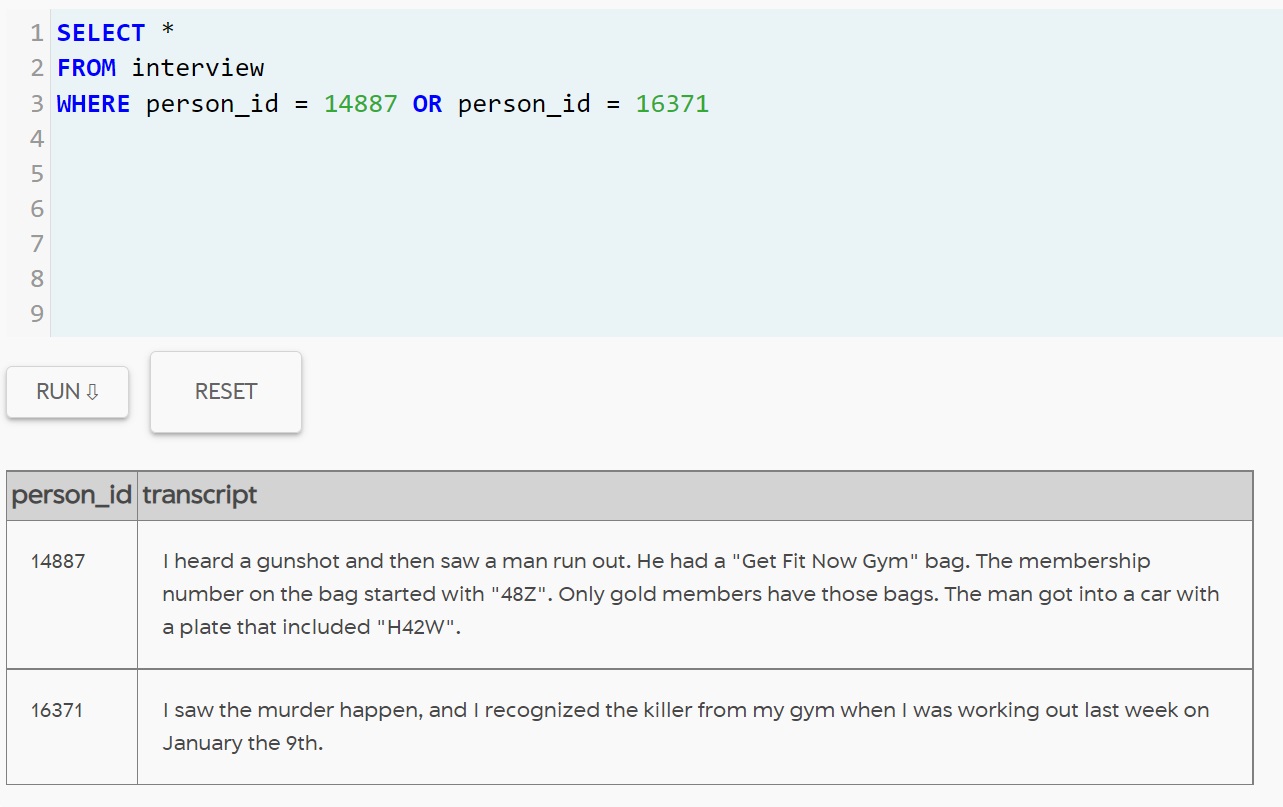 1 SELECT *
2 FROM interview
3 WHERE person_id = 14887 OR person_id = 16371
4
5
6
7
8
9
RUN ⇩ RESET
person_id transcript
14887 I heard a gunshot and then saw a man run out. He had a "Get Fit Now Gym" bag. The membership
number on the bag started with "48Z". Only gold members have those bags. The man got into a car with
a plate that included "H42W".
16371 I saw the murder happen, and I recognized the killer from my gym when I was working out last week on
January the 9th.